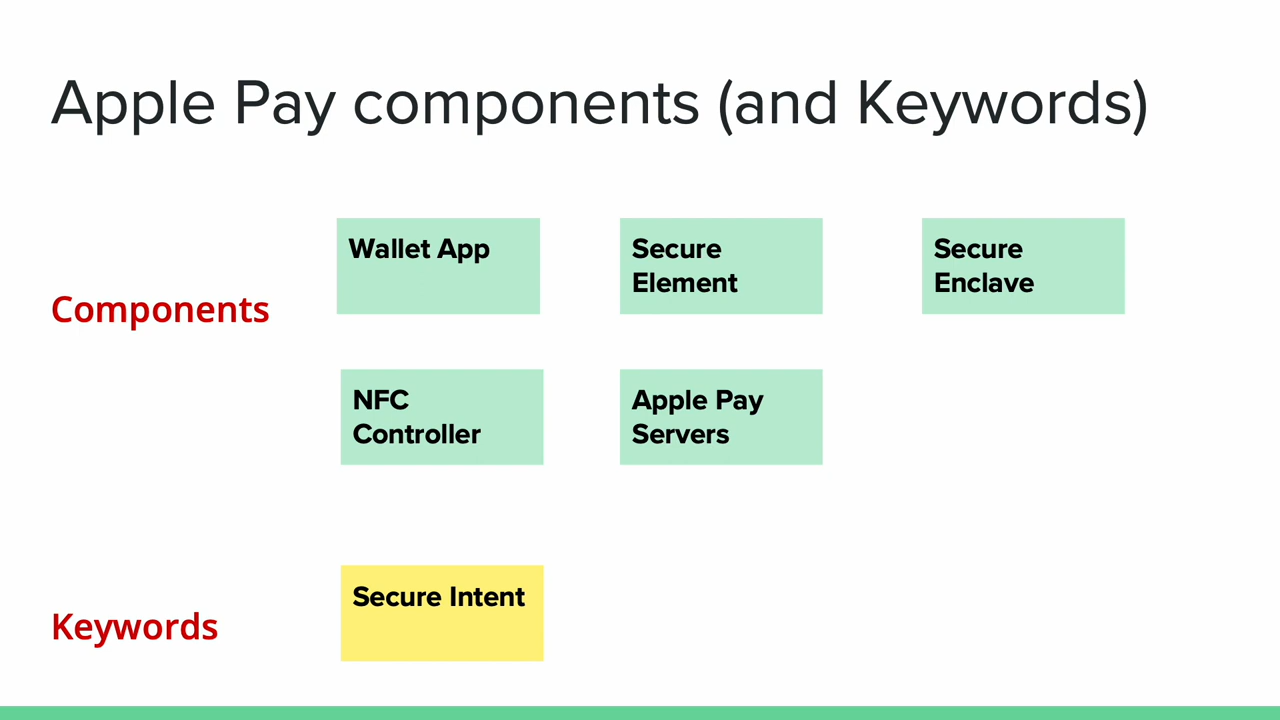 Apple Pay components (and Keywords)
Components
Wallet App
Secure
Element
Secure
Enclave
NFC
Controller
Apple Pay
Servers
Keywords
Secure Intent